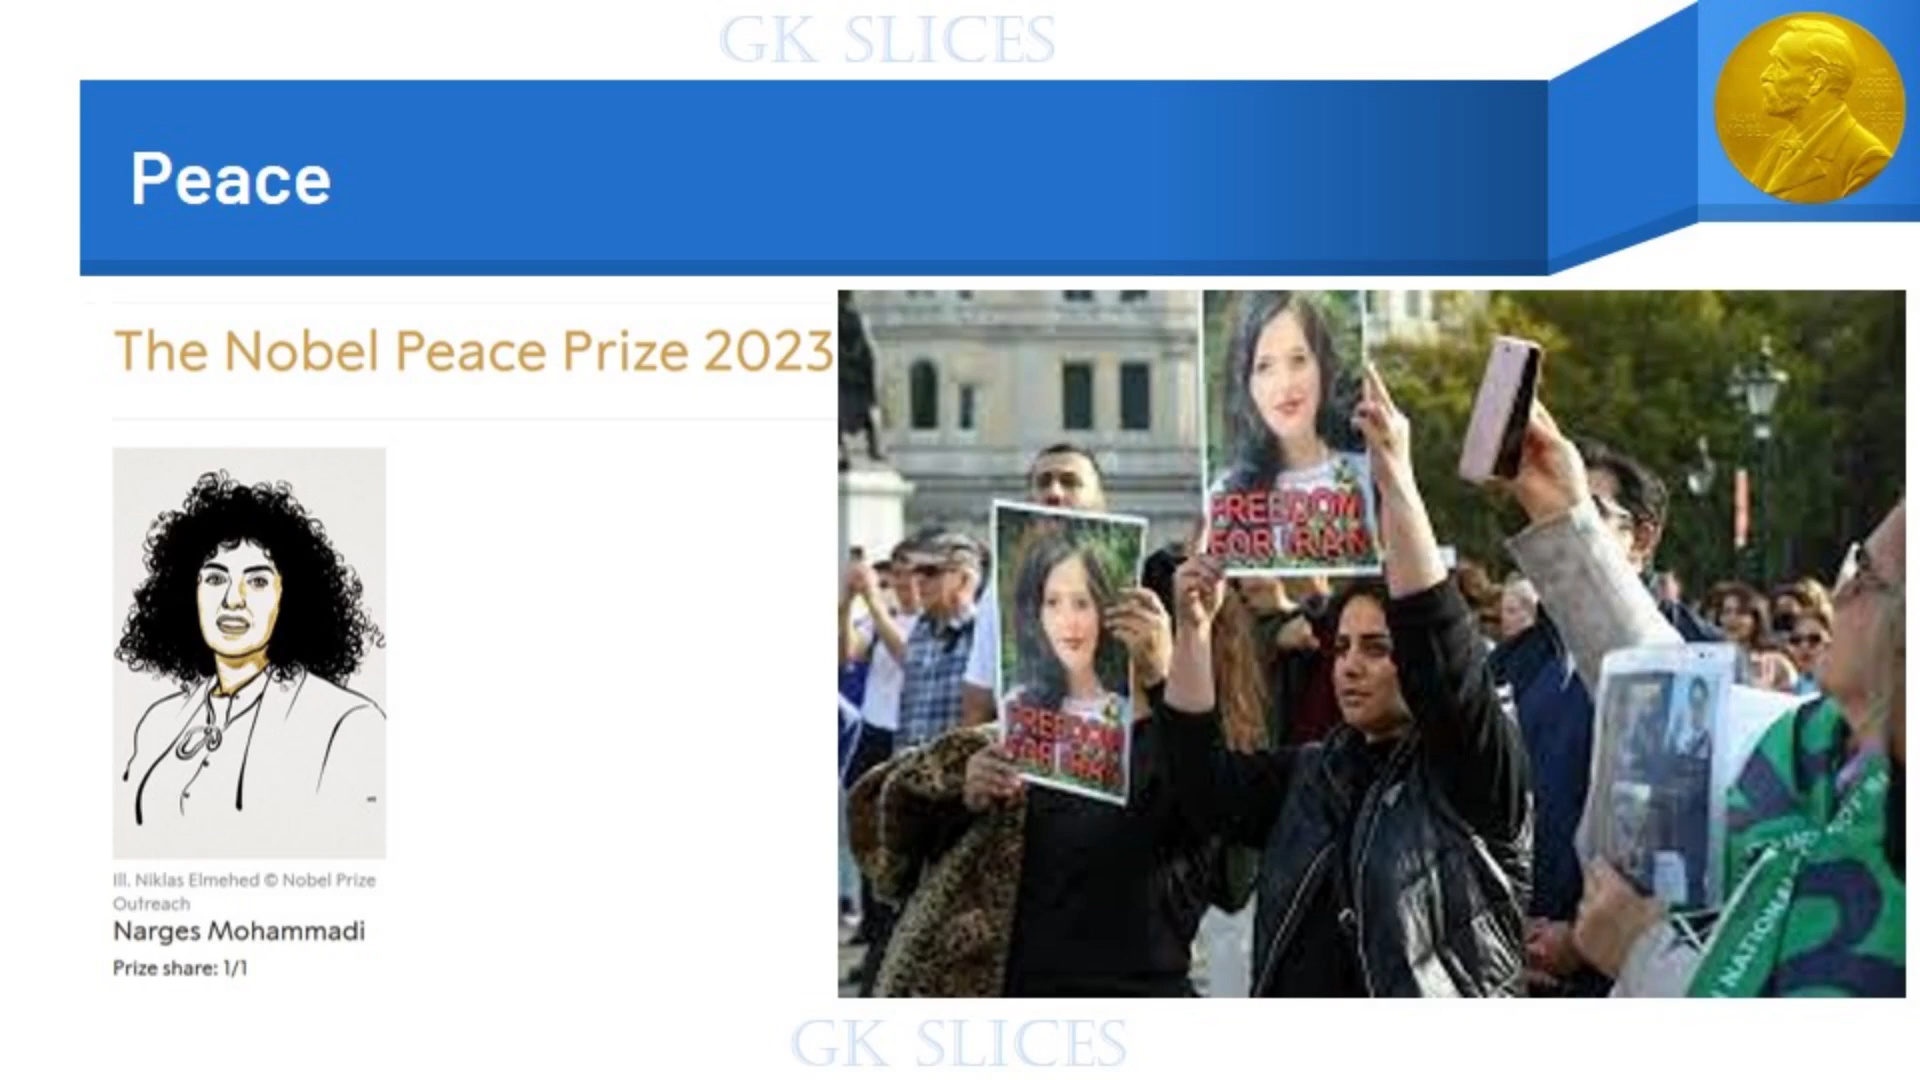 GK SLICES
Peace
The Nobel Peace Prize 2023
Ill. Niklas Elmehed © Nobel Prize
Outreach
Narges Mohammadi
Prize share: 1/1
FREEDOM
FOR IRAN
FREEDOM
FOR IRAN
NATIONAL
GK SLICES